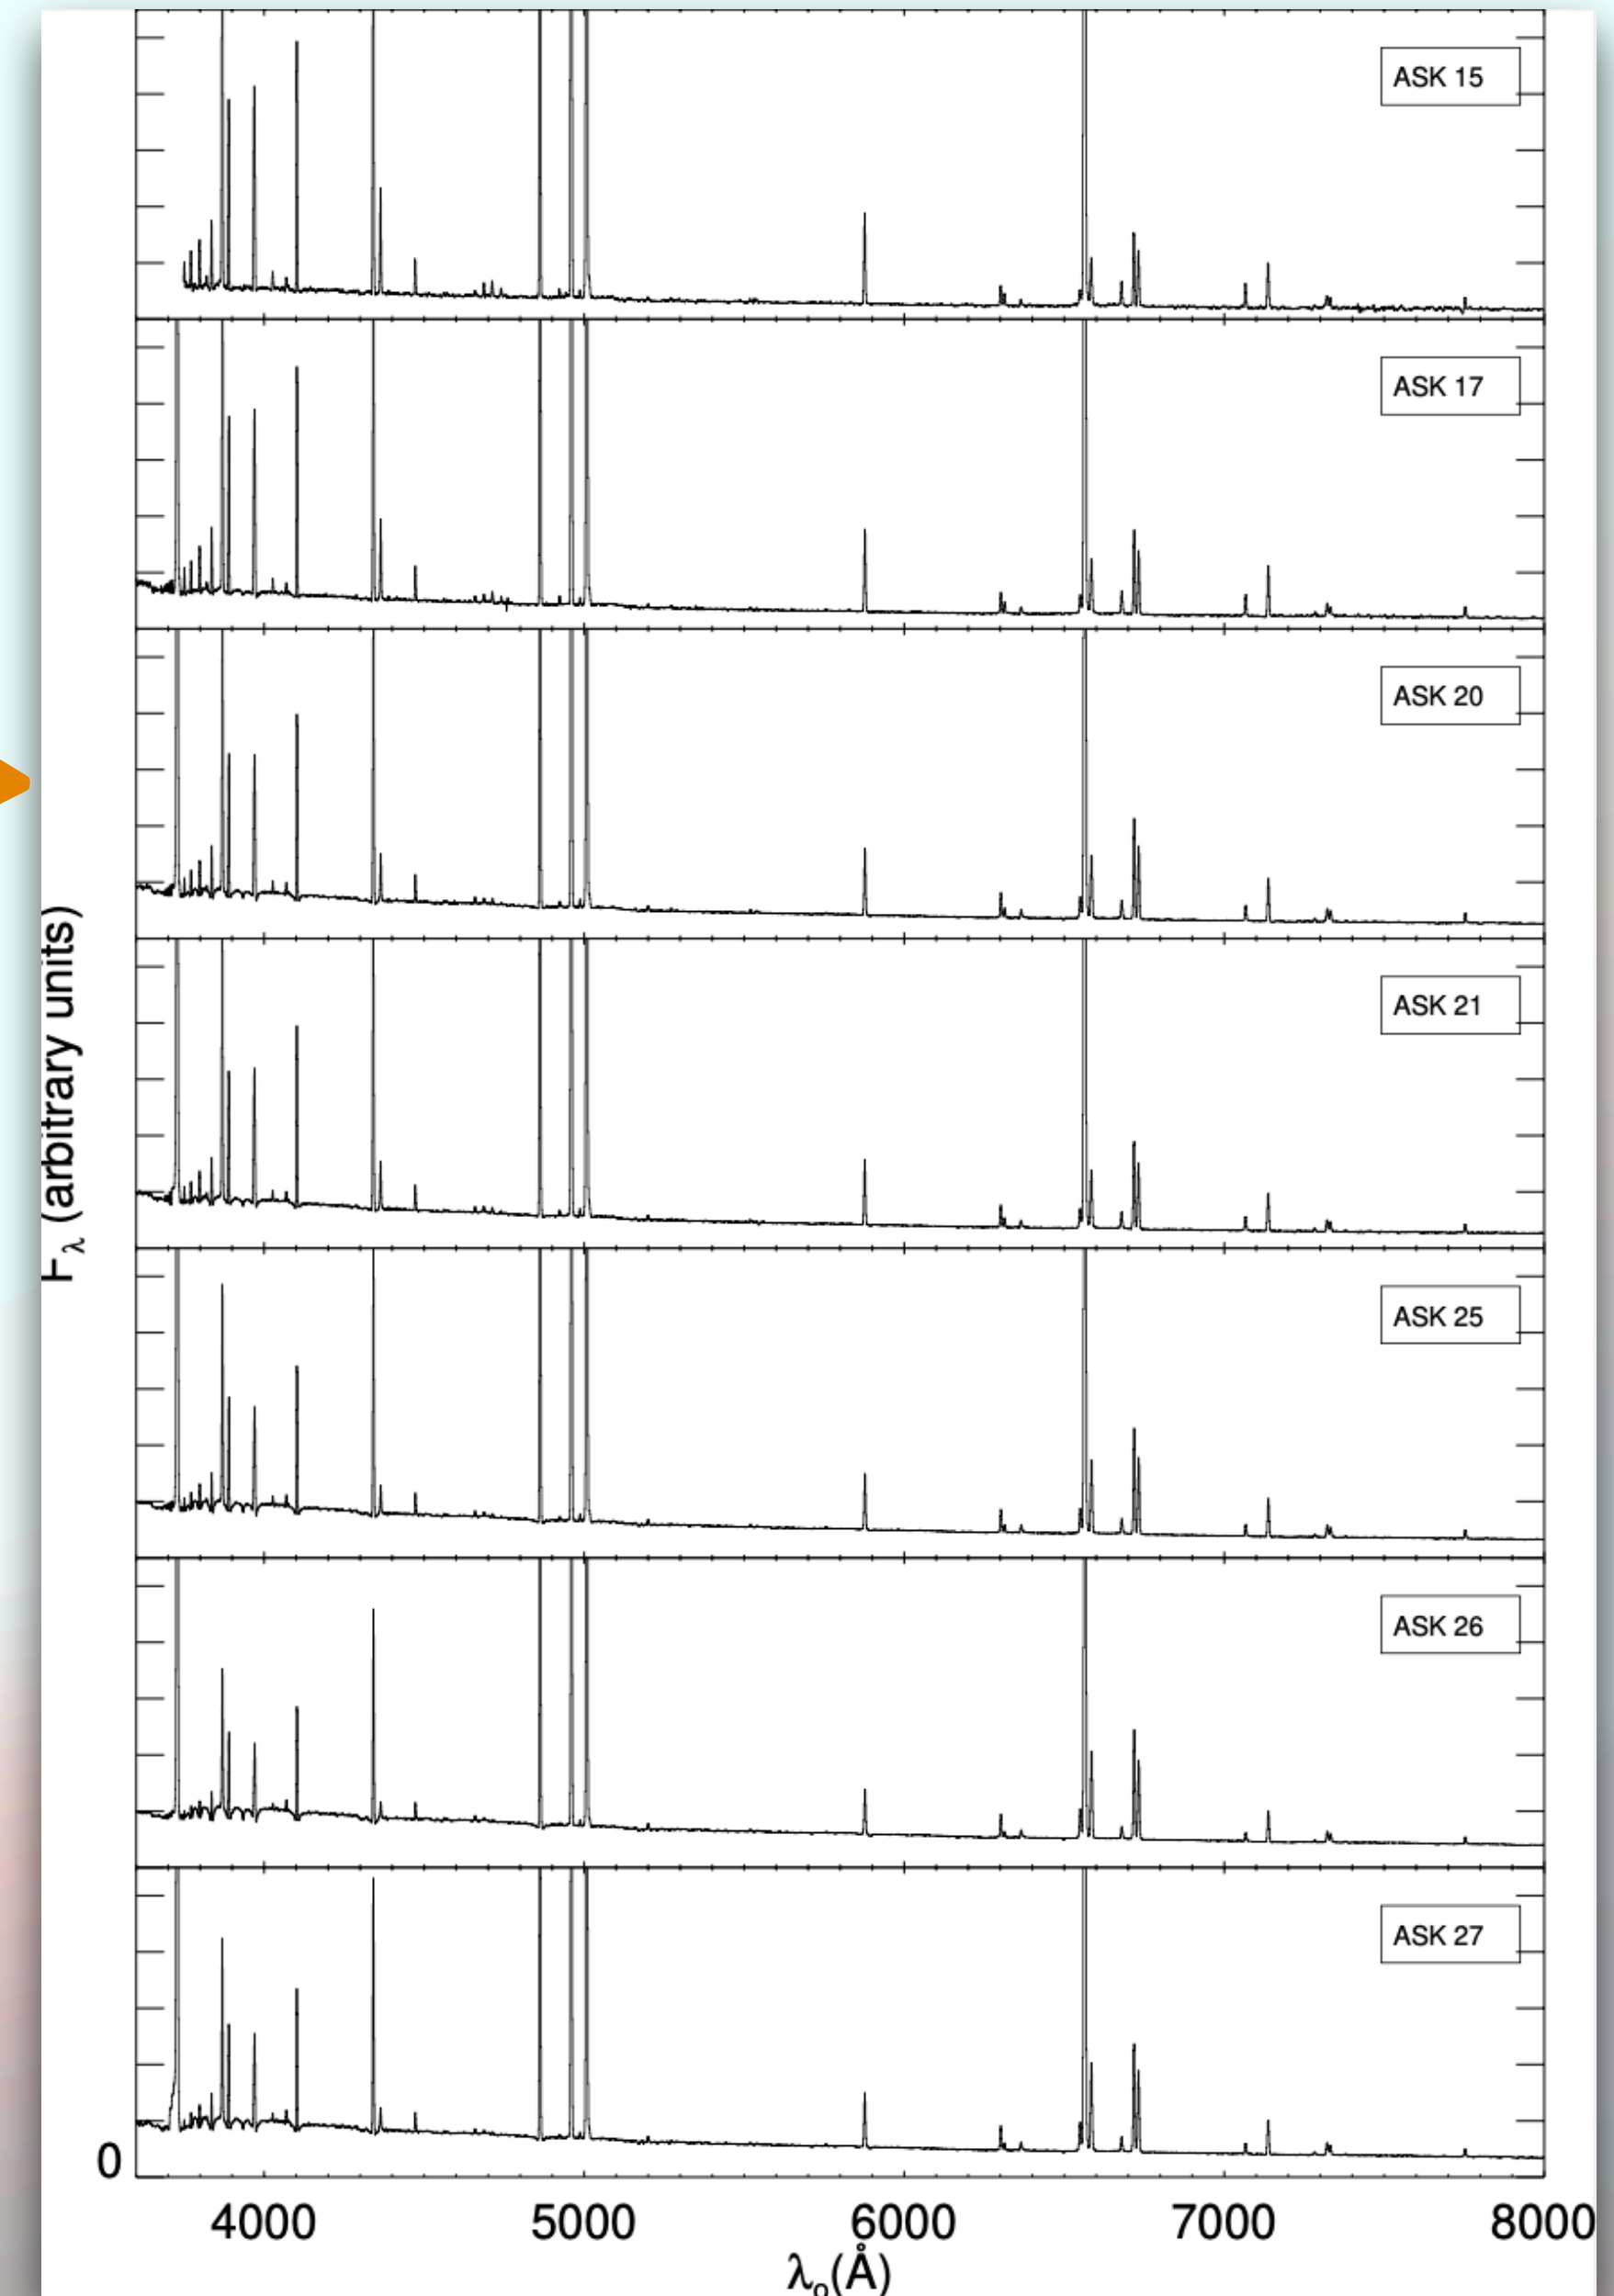 ASK 15
ASK 17
ASK 20
ASK 21
ASK 25
ASK 26
ASK 27
Fλ (arbitrary units)
0
4000 5000 6000 7000 8000
λo(Å)